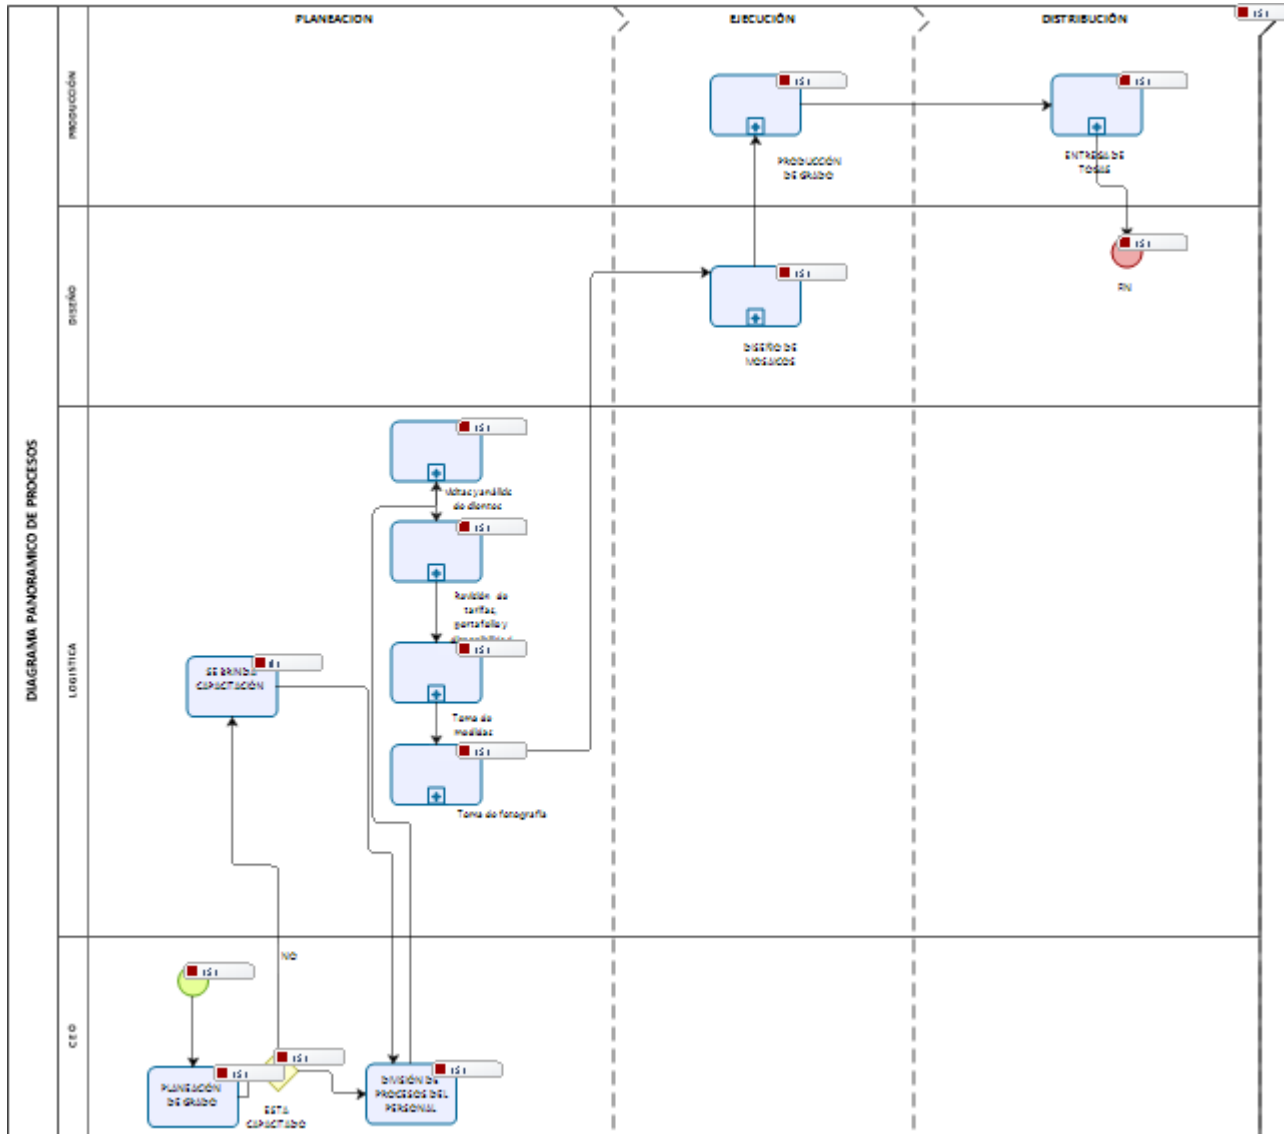 PLANEACION
EJECUCIÓN
DISTRIBUCIÓN
DIAGRAMA PANORAMICO DE PROCESOS
PRODUCCIÓN
PRODUCCIÓN
DE GRADO
ENTREGA DE
TOGAS
DISEÑO
DISEÑO DE
MOSAICOS
FIN
LOGISTICA
Visitas y análisis
de clientes
Revisión de
tarifas,
portafolio y
Toma de
medidas
Toma de fotografía
SE BRINDA
CAPACITACIÓN
CEO
NO
PLANEACIÓN
DE GRADO
ESTA
CAPACITADO
DIVISIÓN DE
PROCESOS DEL
PERSONAL